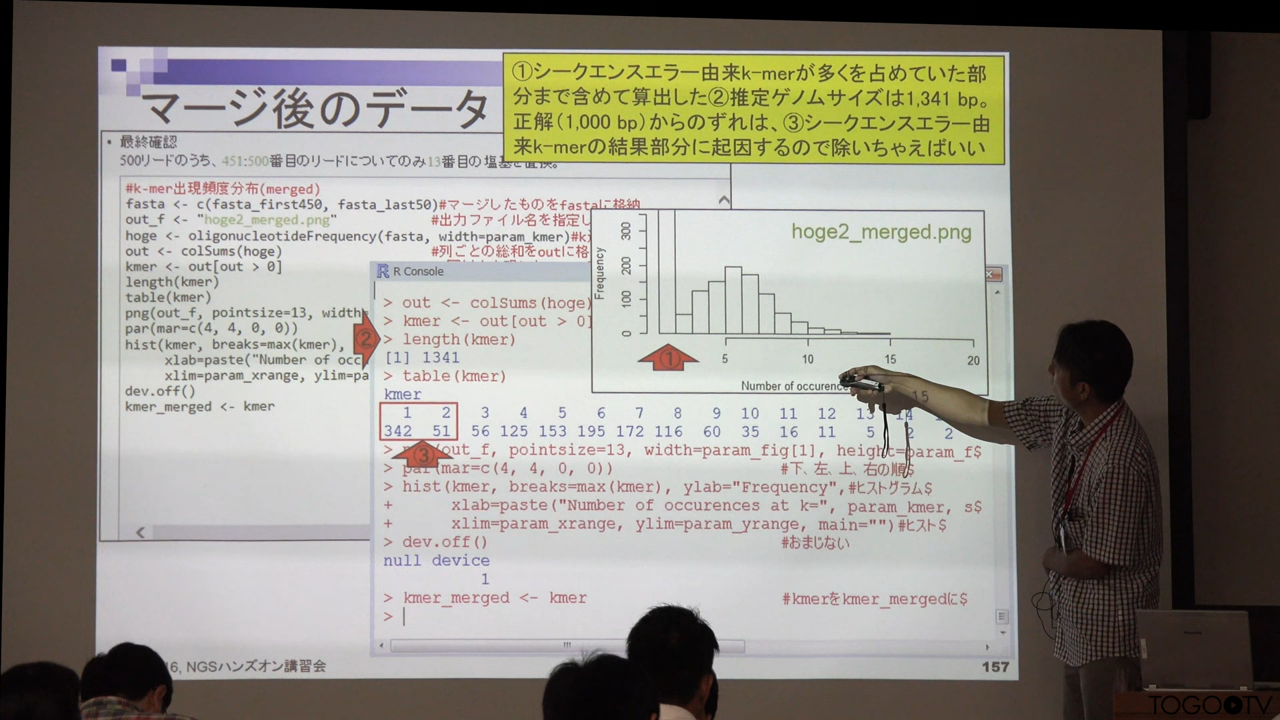 マージ後のデータ
①シークエンスエラー由来k-merが多くを占めていた部
分まで含めて算出した②推定ゲノムサイズは1,341 bp。
正解(1,000 bp)からのずれは、③シークエンスエラー由
来k-merの結果部分に起因するので除いちゃえばいい
• 最終確認
500リードのうち、451:500番目のリードについてのみ13番目の塩基を置換。
#k-mer出現頻度分布(merged)
fasta <- c(fasta_first450, fasta_last50)#マージしたものをfastaに格納
out_f <- "hoge2_merged.png" #出力ファイル名を指定し
hoge <- oligonucleotideFrequency(fasta, width=param_kmer)#k
out <- colSums(hoge) #列ごとの総和をoutに格
kmer <- out[out > 0]
length(kmer)
table(kmer)
png(out_f, pointsize=13, width
par(mar=c(4, 4, 0, 0))
hist(kmer, breaks=max(kmer),
xlab=paste("Number of occ
xlim=param_xrange, ylim=pa
dev.off()
kmer_merged <- kmer
hoge2_merged.png
Frequency
300
200
100
0
①
5 10 15 20
Number of occurenc
R Console
> out <- colSums(hoge)
> kmer <- out[out > 0]
②
> length(kmer)
[1] 1341
> table(kmer)
kmer
1 2 3 4 5 6 7 8 9 10 11 12 13 14 15
342 51 56 125 153 195 172 116 60 35 16 11 5 2 2
③
(out_f, pointsize=13, width=param_fig[1], height=param_f$
> par(mar=c(4, 4, 0, 0)) #下、左、上、右の順$
> hist(kmer, breaks=max(kmer), ylab="Frequency",#ヒストグラム$
+ xlab=paste("Number of occurences at k=", param_kmer, s$
+ xlim=param_xrange, ylim=param_yrange, main="")#ヒスト$
> dev.off() #おまじない
null device
1
> kmer_merged <- kmer #kmerをkmer_mergedに$
>
6, NGSハンズオン講習会
157
TOGOTV